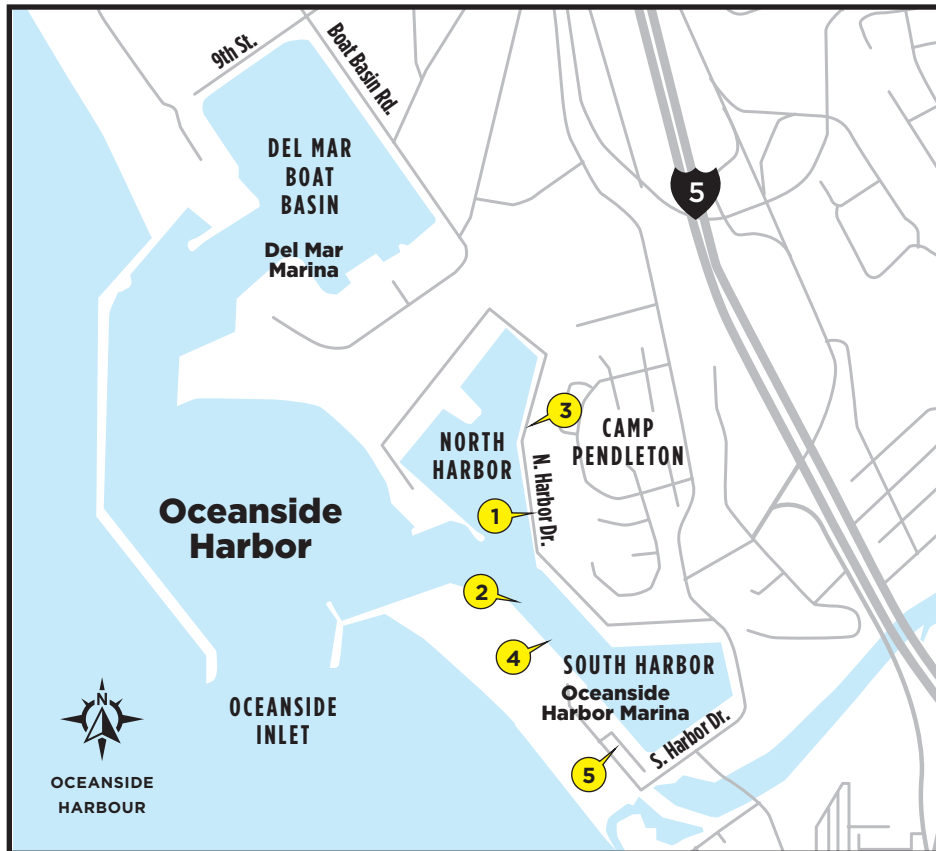 9th St.
Boat Basin Rd.
DEL MAR
BOAT
BASIN
Del Mar
Marina
5
3
CAMP
PENDLETON
NORTH
HARBOR
N. Harbor Dr.
1
Oceanside
Harbor
2
4
SOUTH HARBOR
Oceanside
Harbor Marina
S. Harbor Dr.
5
OCEANSIDE
INLET
N
OCEANSIDE
HARBOUR